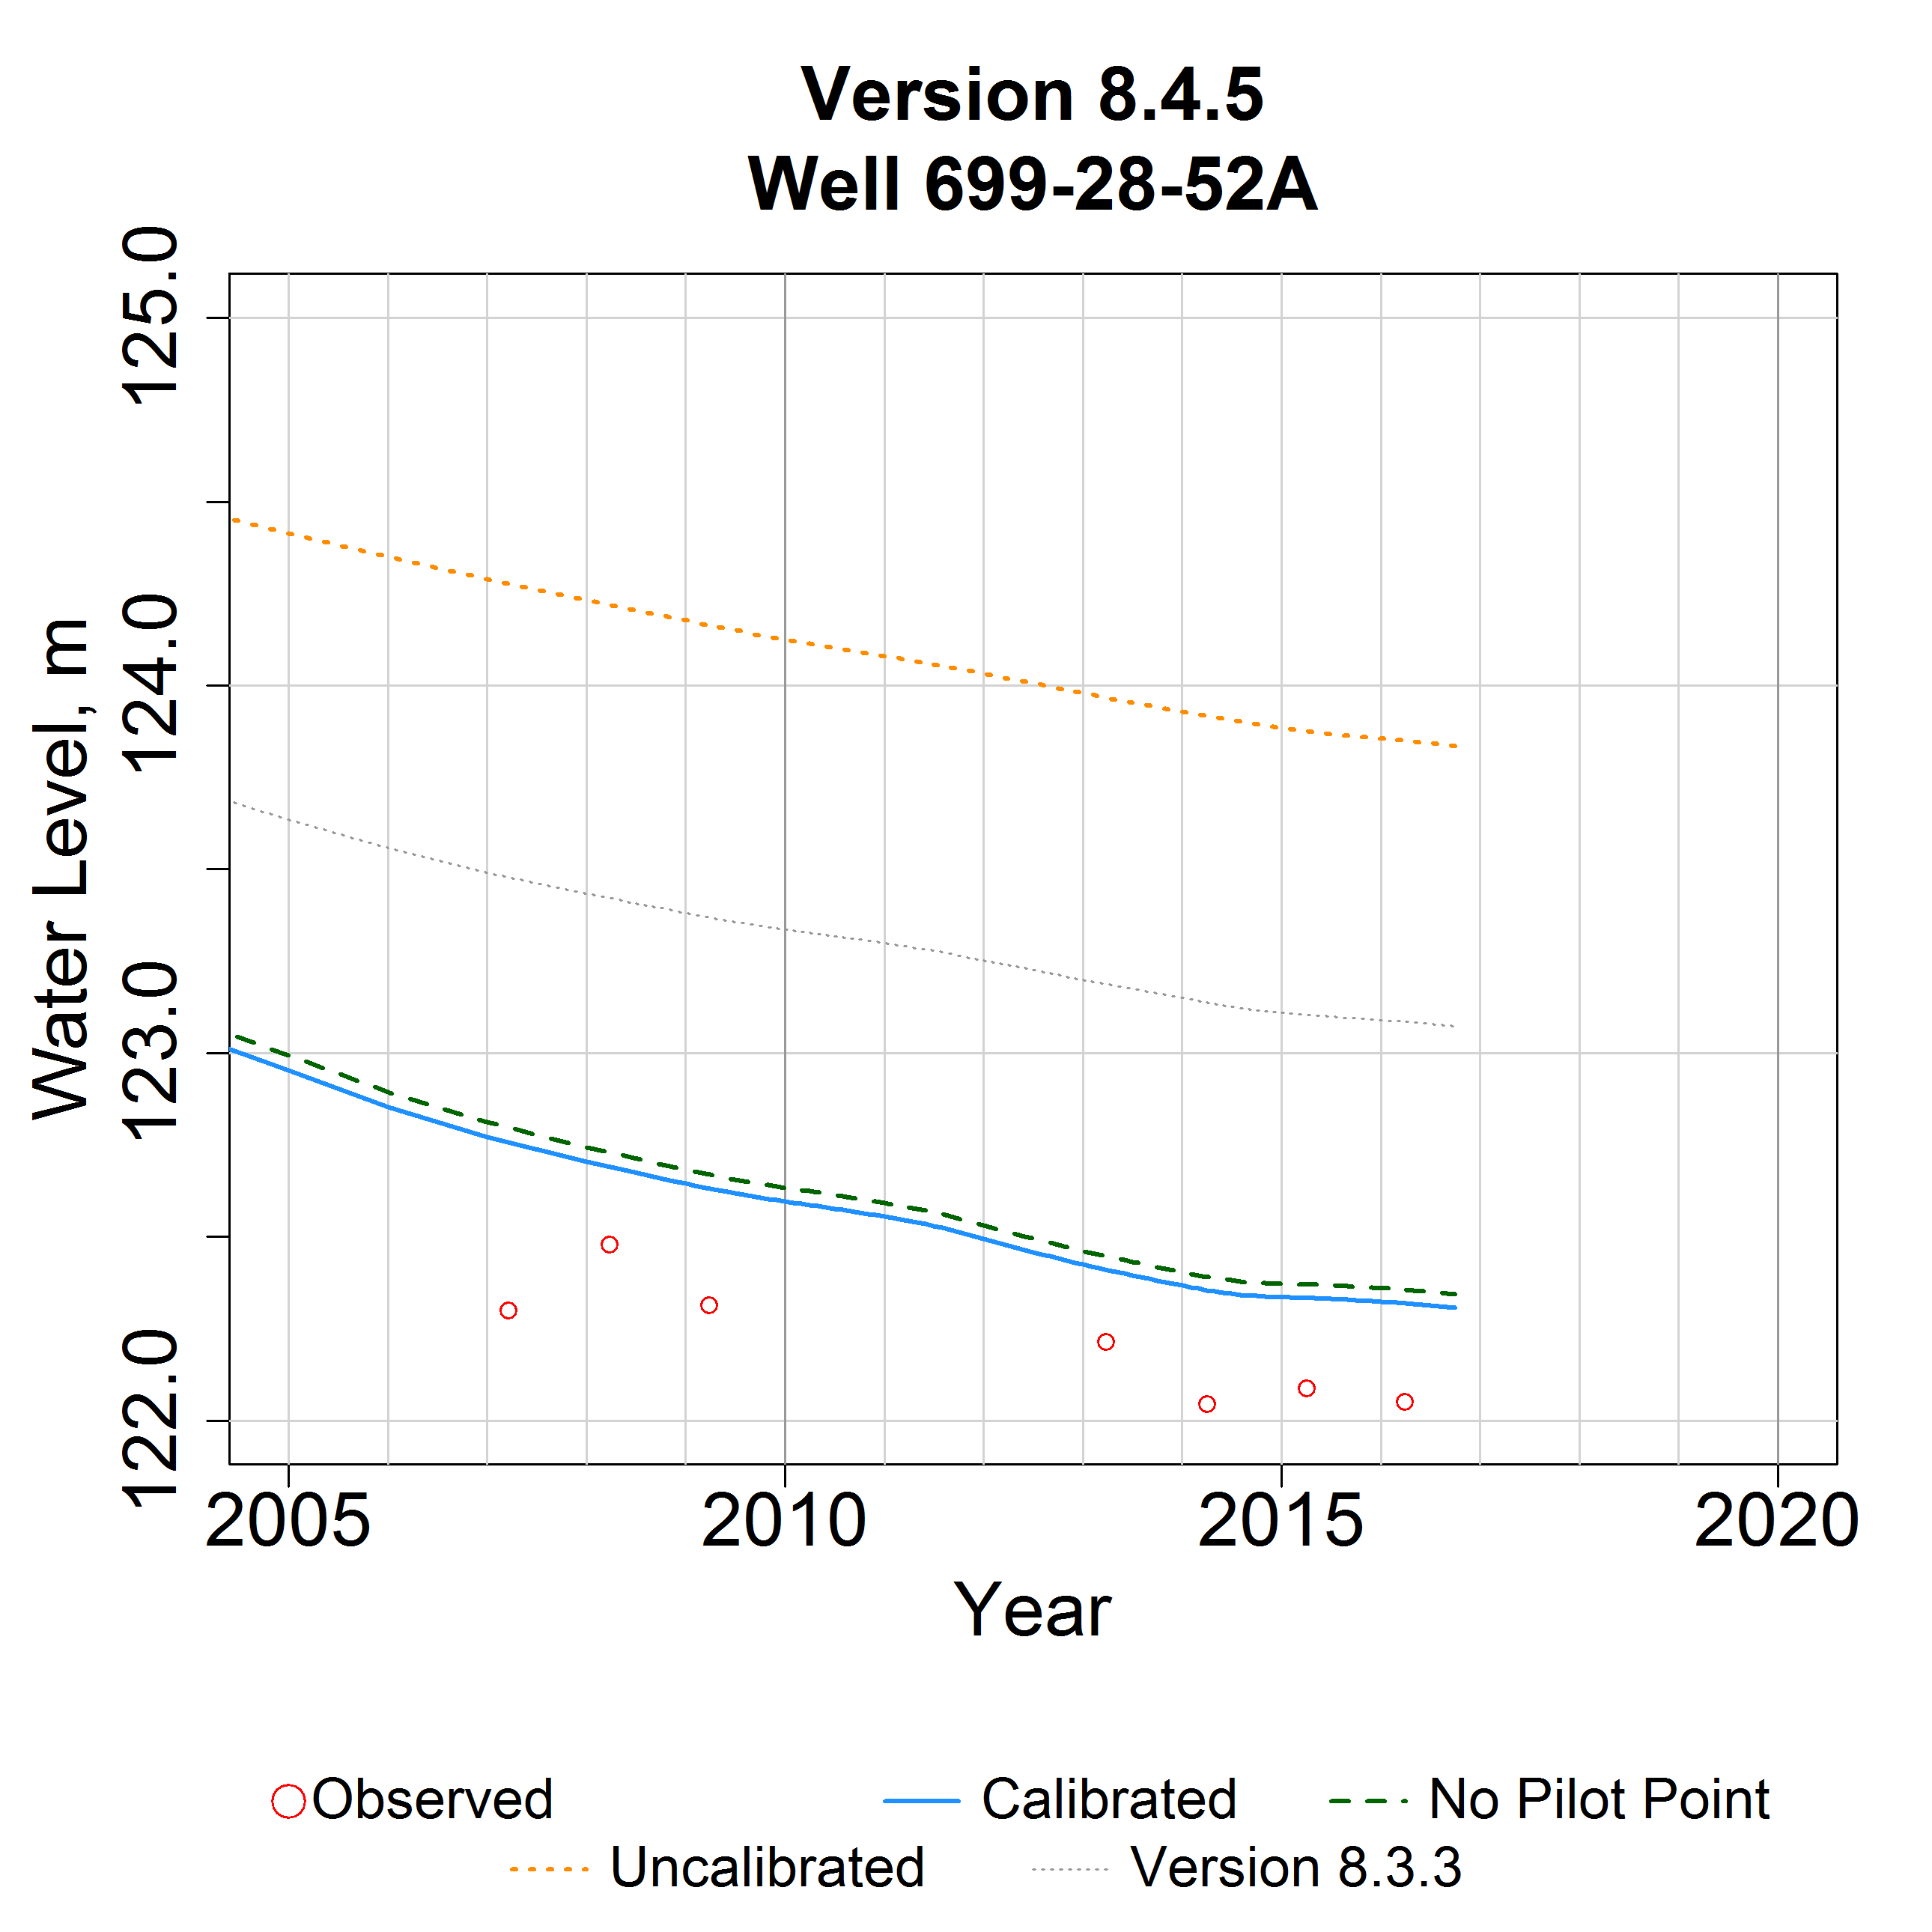 Version 8.4.5
Well 699-28-52A
125.0
124.0
123.0
122.0
Water Level, m
2005 2010 2015 2020
Year
Observed Calibrated No Pilot Point
Uncalibrated Version 8.3.3